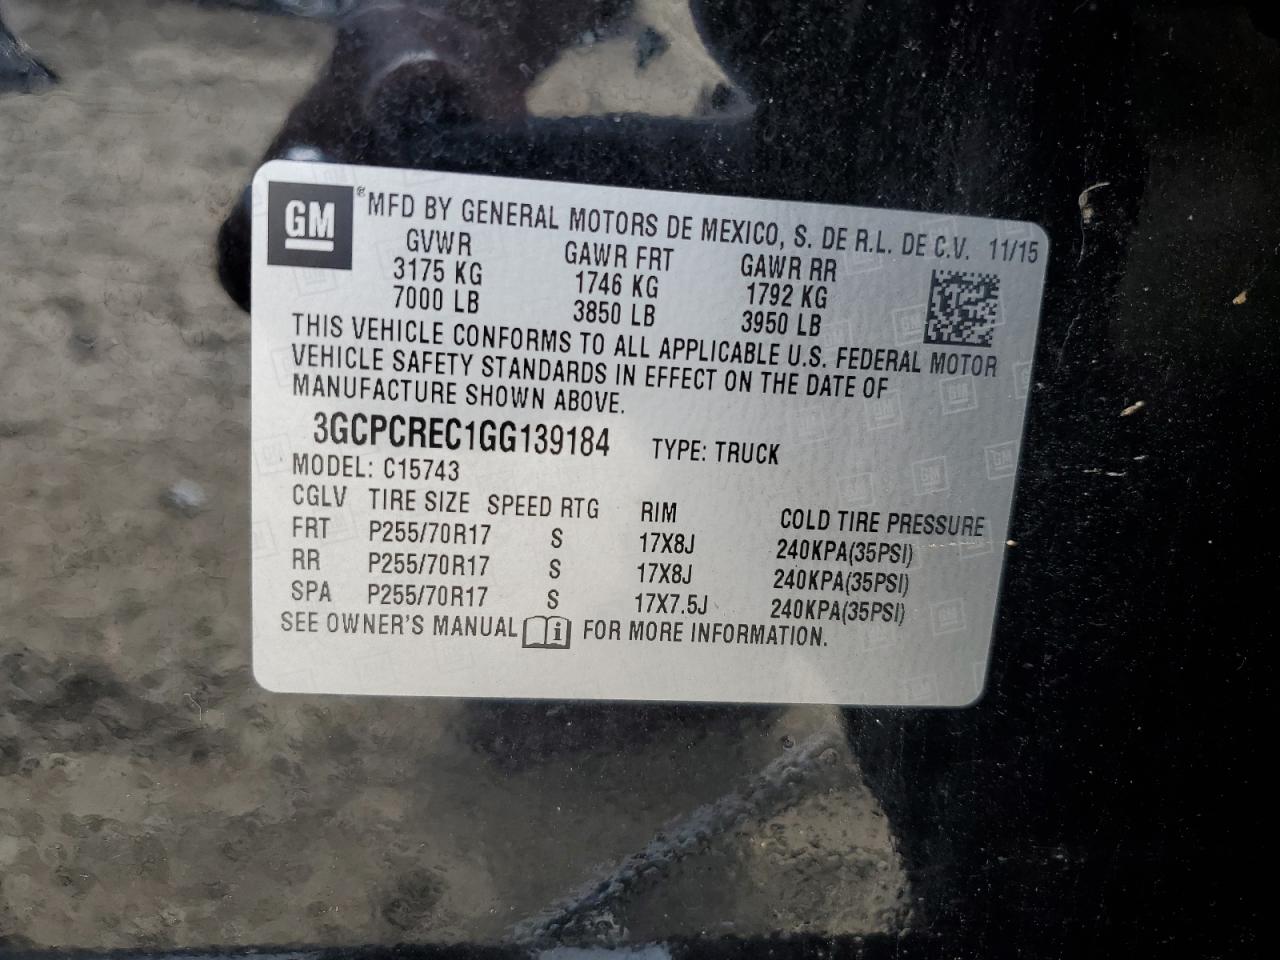 GM ® MFD BY GENERAL MOTORS DE MEXICO, S. DE R.L. DE C.V. 11/15
GVWR GAWR FRT GAWR RR
3175 KG 1746 KG 1792 KG
7000 LB 3850 LB 3950 LB
THIS VEHICLE CONFORMS TO ALL APPLICABLE U.S. FEDERAL MOTOR
VEHICLE SAFETY STANDARDS IN EFFECT ON THE DATE OF
MANUFACTURE SHOWN ABOVE.
3GCPCREC1GG139184 TYPE: TRUCK
MODEL: C15743
CGLV TIRE SIZE SPEED RTG RIM COLD TIRE PRESSURE
FRT P255/70R17 S 17X8J 240KPA(35PSI)
RR P255/70R17 S 17X8J 240KPA(35PSI)
SPA P255/70R17 S 17X7.5J 240KPA(35PSI)
SEE OWNER'S MANUAL i FOR MORE INFORMATION.